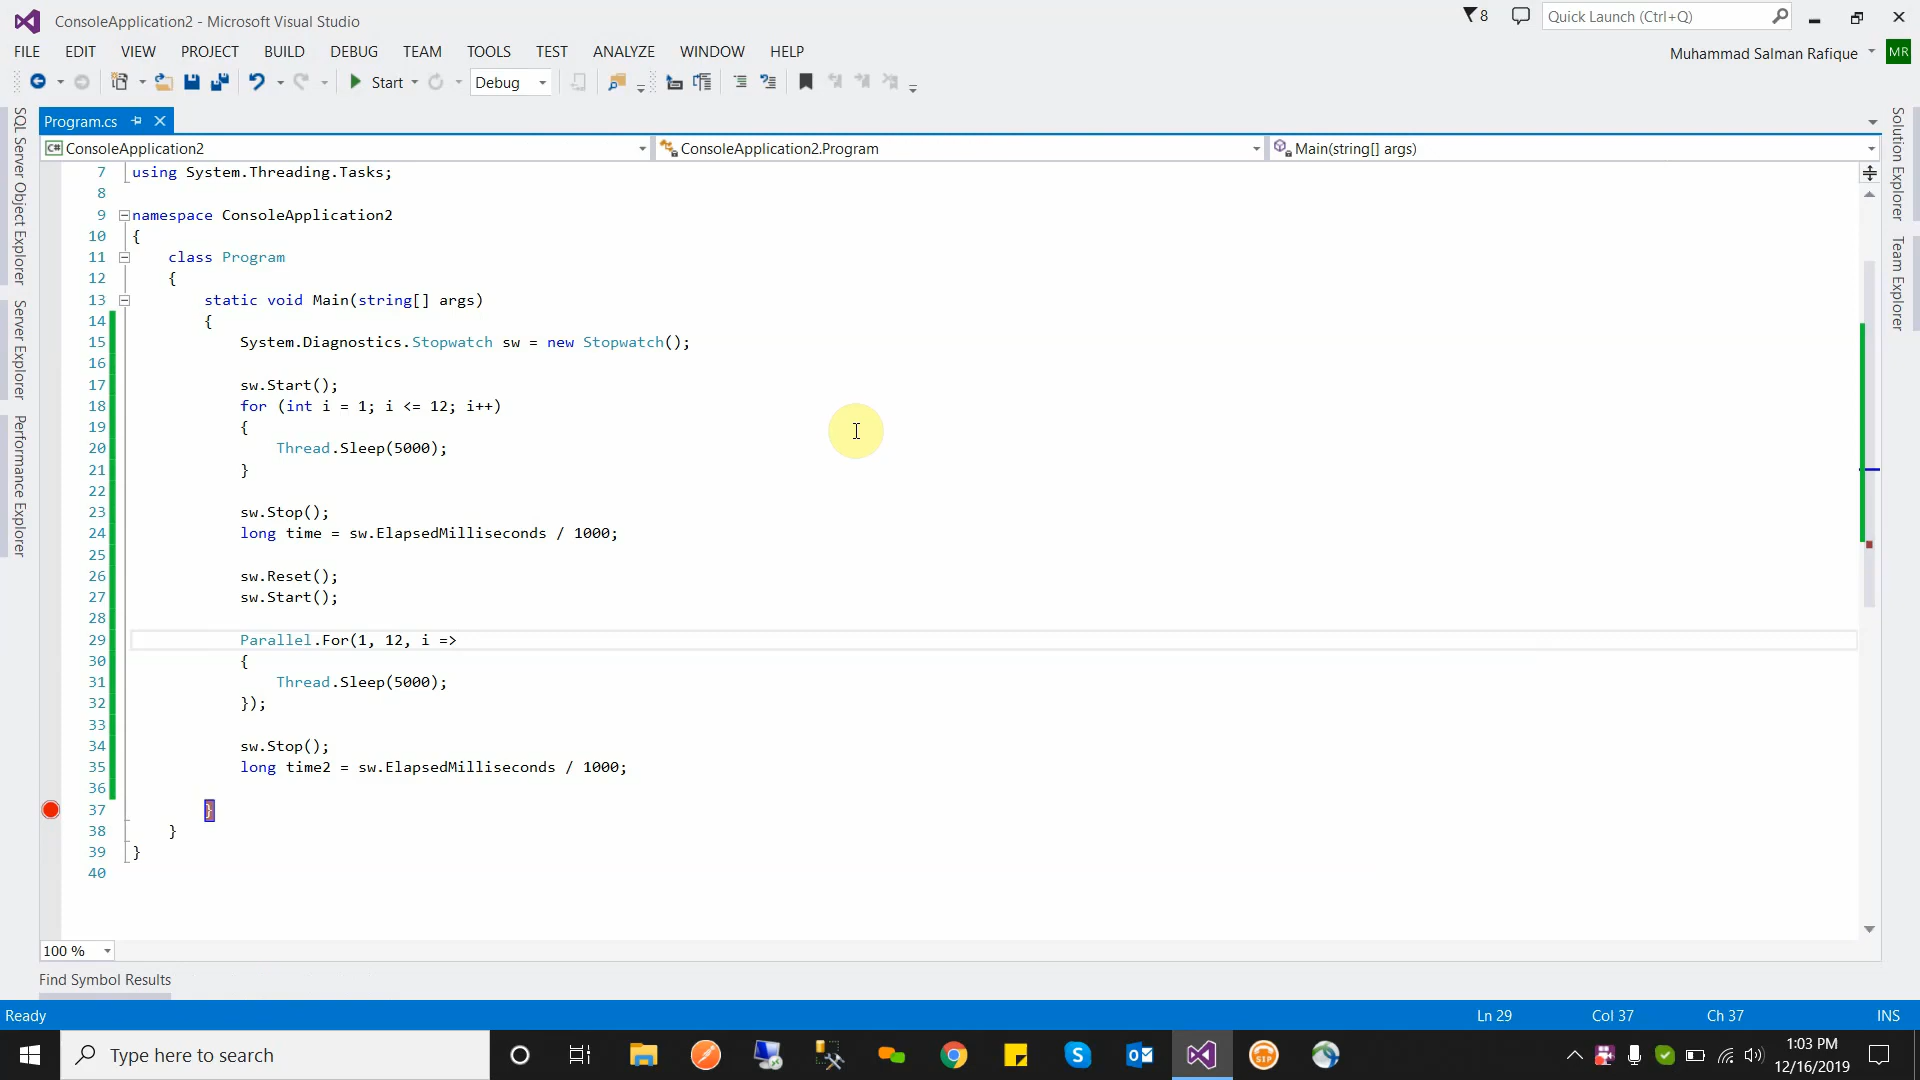 ConsoleApplication2 - Microsoft Visual Studio
8
Quick Launch (Ctrl+Q)
FILE EDIT VIEW PROJECT BUILD DEBUG TEAM TOOLS TEST ANALYZE WINDOW HELP
Muhammad Salman Rafique MR
Start Debug
SQL Server Object Explorer
Server Explorer
Performance Explorer
Solution Explorer
Team Explorer
Program.cs
C# ConsoleApplication2 ConsoleApplication2.Program Main(string[] args)
7 using System.Threading.Tasks;
8
9 namespace ConsoleApplication2
10 {
11 class Program
12 {
13 static void Main(string[] args)
14 {
15 System.Diagnostics.Stopwatch sw = new Stopwatch();
16
17 sw.Start();
18 for (int i = 1; i <= 12; i++)
19 {
20 Thread.Sleep(5000);
21 }
22
23 sw.Stop();
24 long time = sw.ElapsedMilliseconds / 1000;
25
26 sw.Reset();
27 sw.Start();
28
29 Parallel.For(1, 12, i =>
30 {
31 Thread.Sleep(5000);
32 });
33
34 sw.Stop();
35 long time2 = sw.ElapsedMilliseconds / 1000;
36
37 }
38 }
39 }
40
100 %
Find Symbol Results
Ready Ln 29 Col 37 Ch 37 INS
Type here to search
SIP
1:03 PM
12/16/2019